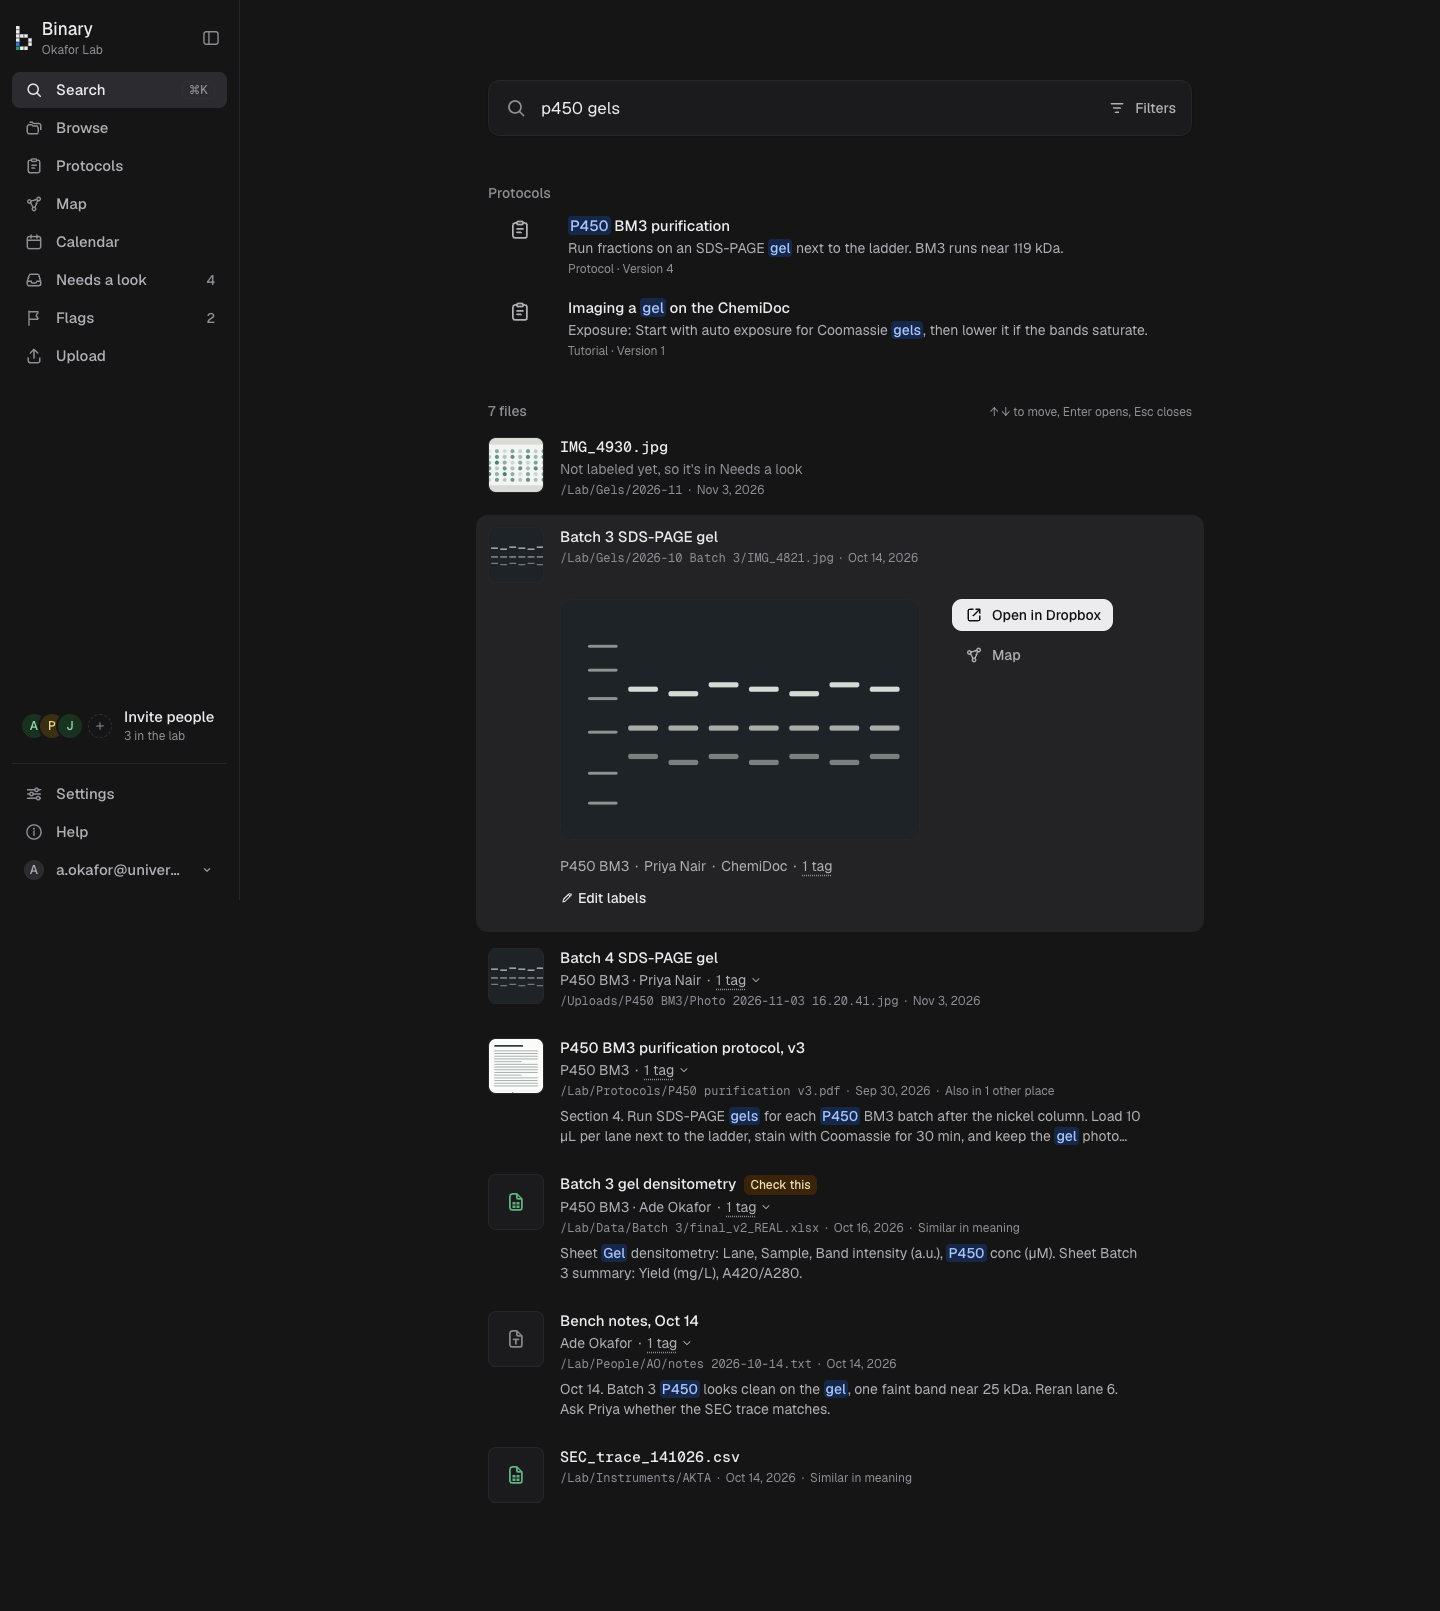 Binary
Okafor Lab
Search ⌘K
Browse
Protocols
Map
Calendar
Needs a look 4
Flags 2
Upload
A P J +
Invite people
3 in the lab
Settings
Help
A a.okafor@univer...
p450 gels
Filters
Protocols
P450 BM3 purification
Run fractions on an SDS-PAGE gel next to the ladder. BM3 runs near 119 kDa.
Protocol · Version 4
Imaging a gel on the ChemiDoc
Exposure: Start with auto exposure for Coomassie gels, then lower it if the bands saturate.
Tutorial · Version 1
7 files
↑↓ to move, Enter opens, Esc closes
IMG_4930.jpg
Not labeled yet, so it's in Needs a look
/Lab/Gels/2026-11 · Nov 3, 2026
Batch 3 SDS-PAGE gel
/Lab/Gels/2026-10 Batch 3/IMG_4821.jpg · Oct 14, 2026
Open in Dropbox
Map
P450 BM3 · Priya Nair · ChemiDoc · 1 tag
Edit labels
Batch 4 SDS-PAGE gel
P450 BM3 · Priya Nair · 1 tag
/Uploads/P450 BM3/Photo 2026-11-03 16.20.41.jpg · Nov 3, 2026
P450 BM3 purification protocol, v3
P450 BM3 · 1 tag
/Lab/Protocols/P450 purification v3.pdf · Sep 30, 2026 · Also in 1 other place
Section 4. Run SDS-PAGE gels for each P450 BM3 batch after the nickel column. Load 10
µL per lane next to the ladder, stain with Coomassie for 30 min, and keep the gel photo...
Batch 3 gel densitometry Check this
P450 BM3 · Ade Okafor · 1 tag
/Lab/Data/Batch 3/final_v2_REAL.xlsx · Oct 16, 2026 · Similar in meaning
Sheet Gel densitometry: Lane, Sample, Band intensity (a.u.), P450 conc (µM). Sheet Batch
3 summary: Yield (mg/L), A420/A280.
Bench notes, Oct 14
Ade Okafor · 1 tag
/Lab/People/AO/notes 2026-10-14.txt · Oct 14, 2026
Oct 14. Batch 3 P450 looks clean on the gel, one faint band near 25 kDa. Reran lane 6.
Ask Priya whether the SEC trace matches.
SEC_trace_141026.csv
/Lab/Instruments/AKTA · Oct 14, 2026 · Similar in meaning